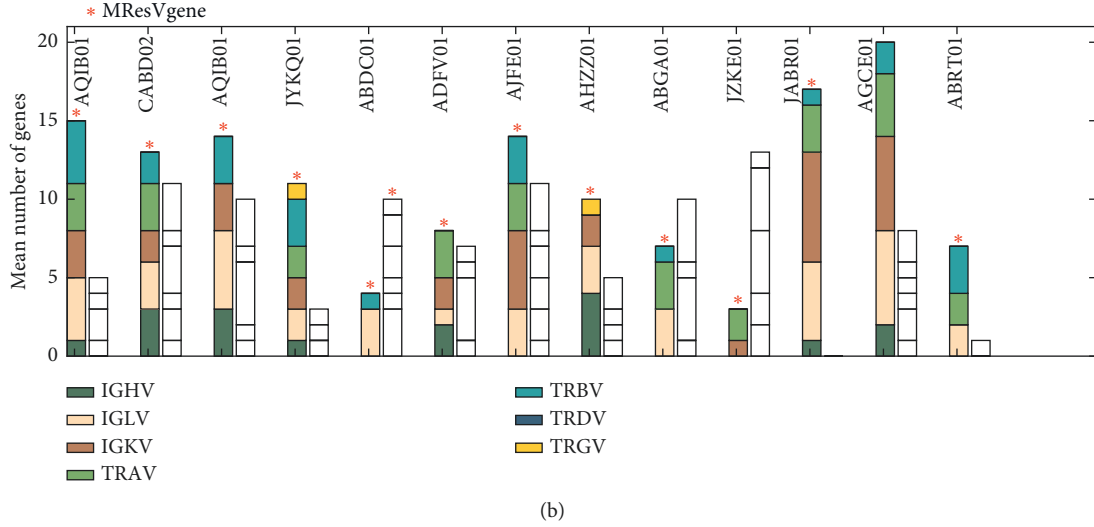 * MResVgene
20
15
10
5
0
Mean number of genes
AQIB01
CABD02
AQIB01
JYKQ01
ABDC01
ADFV01
AJFE01
AHZZ01
ABGA01
JZKE01
JABR01
AGCE01
ABRT01
IGHV
IGLV
IGKV
TRAV
TRBV
TRDV
TRGV
(b)